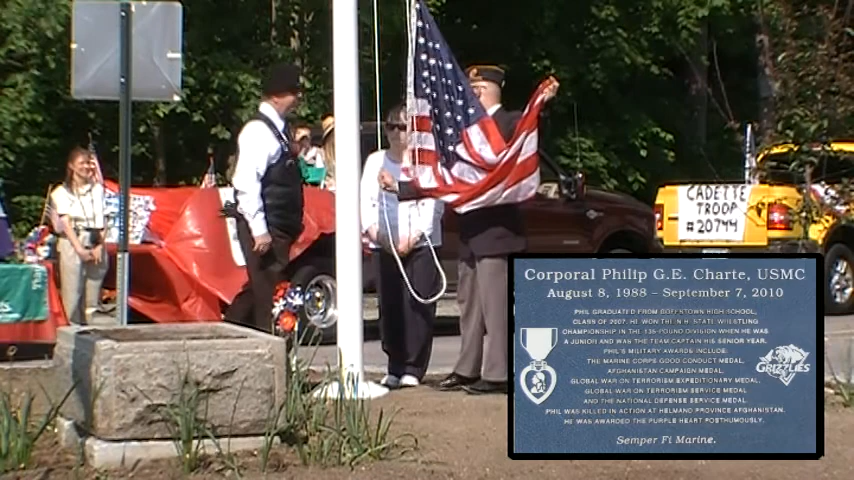 CADETTE
TROOP
#20744
Corporal Philip G.E. Charte, USMC
August 8, 1988 - September 7, 2010
PHIL GRADUATED FROM GOFFSTOWN HIGH SCHOOL,
CLASS OF 2007. HE WON THE N.H. STATE WRESTLING
CHAMPIONSHIP IN THE 135 POUND DIVISION WHEN HE WAS
A JUNIOR AND WAS THE TEAM CAPTAIN HIS SENIOR YEAR.
PHIL'S MILITARY AWARDS INCLUDE:
THE MARINE CORPS GOOD CONDUCT MEDAL,
AFGHANISTAN CAMPAIGN MEDAL,
GLOBAL WAR ON TERRORISM EXPEDITIONARY MEDAL,
GLOBAL WAR ON TERRORISM SERVICE MEDAL
AND THE NATIONAL DEFENSE SERVICE MEDAL
PHIL WAS KILLED IN ACTION AT HELMAND PROVINCE AFGHANISTAN.
HE WAS AWARDED THE PURPLE HEART POSTHUMOUSLY.
GRIZZLIES
Semper Fi Marine.